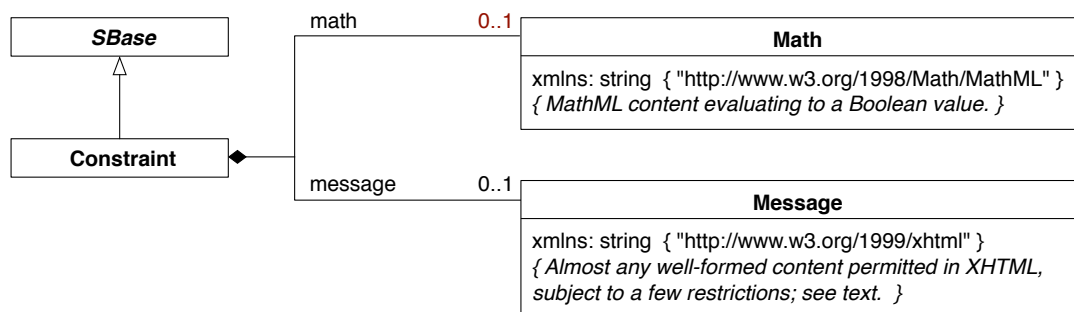 SBase
Constraint
math
0..1
Math
xmlns: string { "http://www.w3.org/1998/Math/MathML" }
{ MathML content evaluating to a Boolean value. }
message
0..1
Message
xmlns: string { "http://www.w3.org/1999/xhtml" }
{ Almost any well-formed content permitted in XHTML,
subject to a few restrictions; see text. }